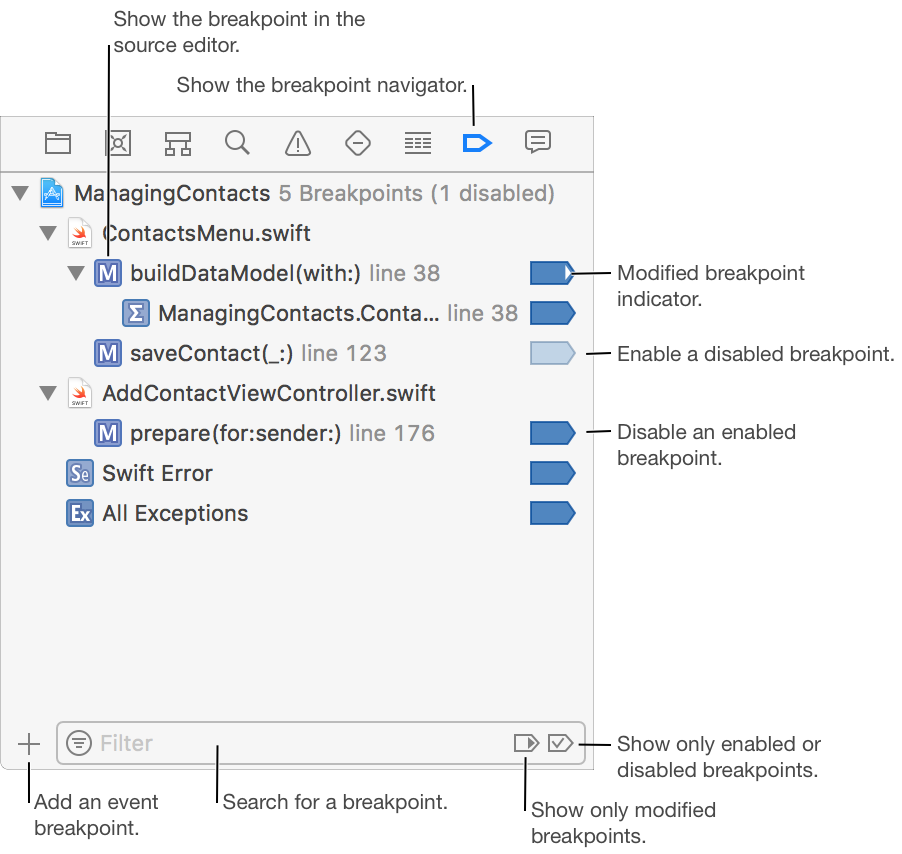 Show the breakpoint in the
source editor.
Show the breakpoint navigator.
ManagingContacts 5 Breakpoints (1 disabled)
SWIFT ContactsMenu.swift
M buildDataModel(with:) line 38
Modified breakpoint
indicator.
Σ ManagingContacts.Conta... line 38
M saveContact(_:) line 123
Enable a disabled breakpoint.
SWIFT AddContactViewController.swift
M prepare(for:sender:) line 176
Disable an enabled
breakpoint.
Se Swift Error
Ex All Exceptions
Filter
Show only enabled or
disabled breakpoints.
Add an event
breakpoint.
Search for a breakpoint.
Show only modified
breakpoints.